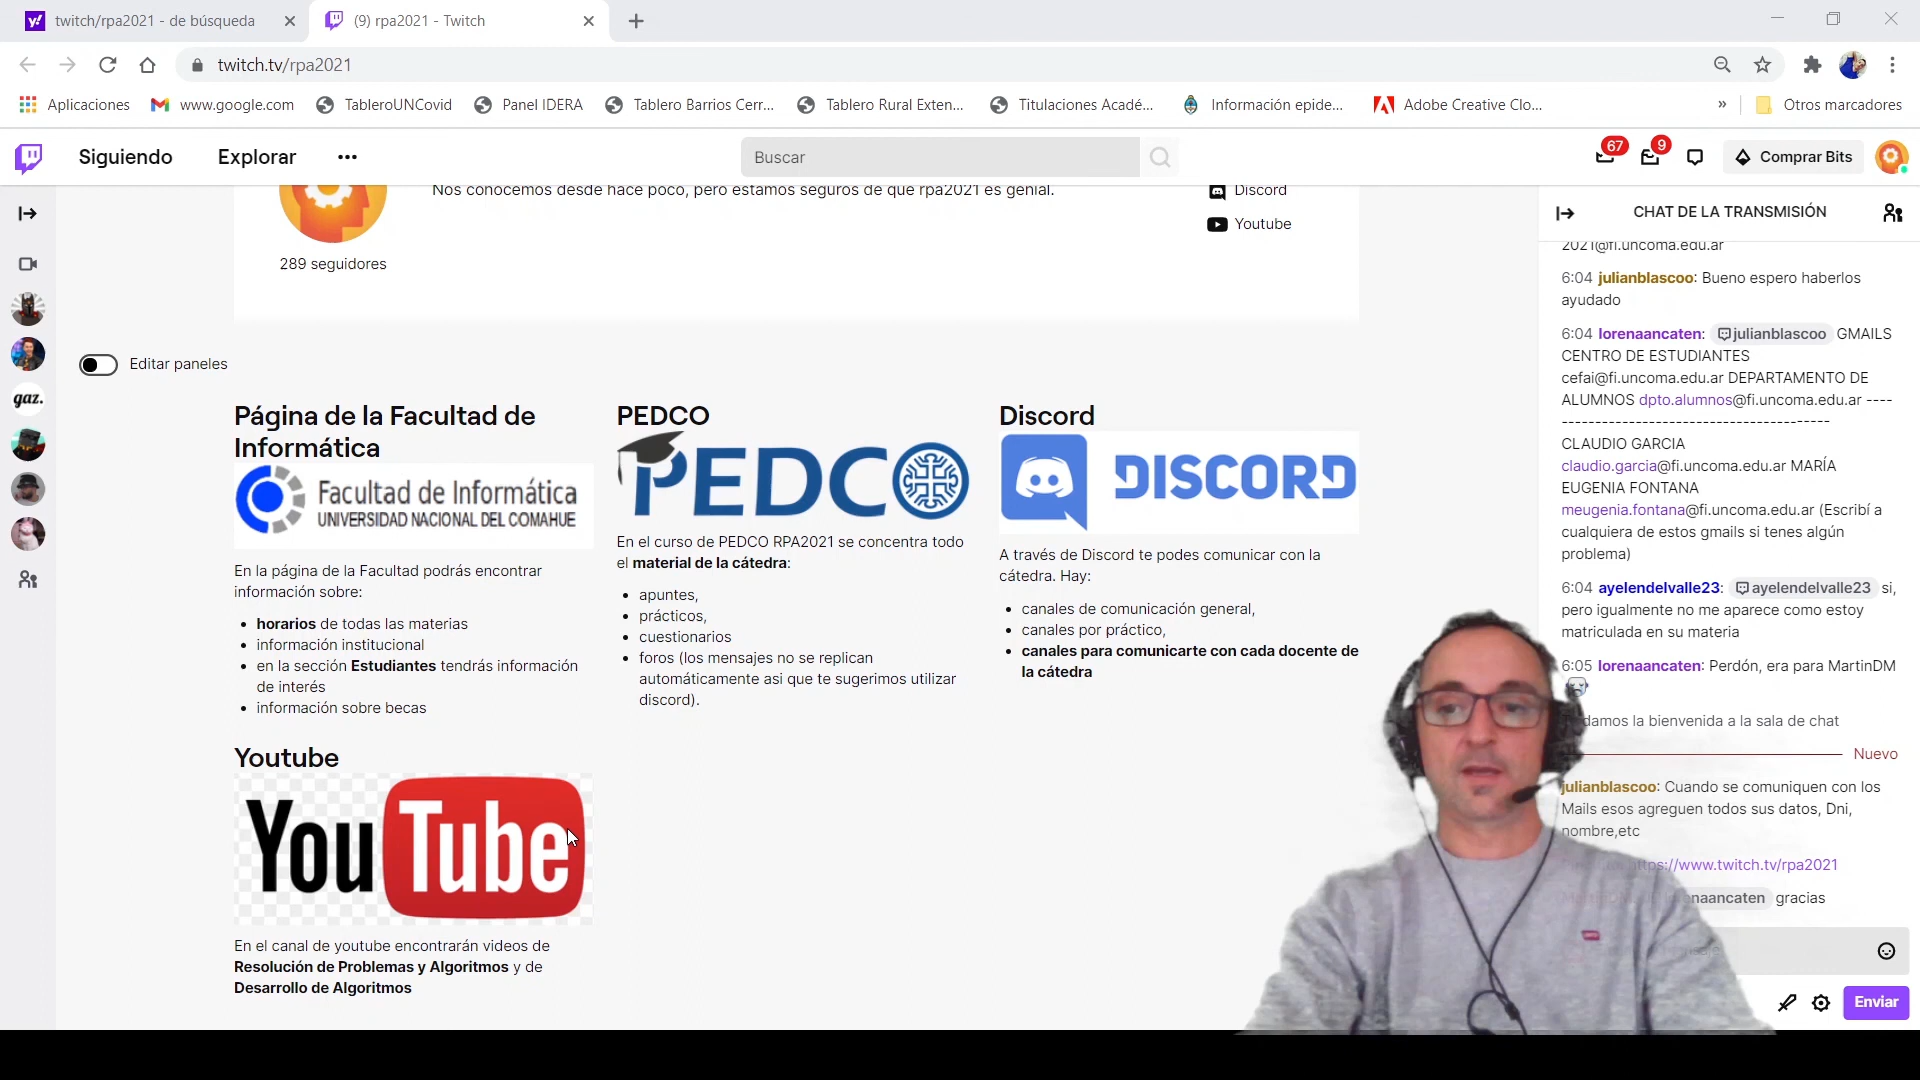 twitch/rpa2021 - de búsqueda
(9) rpa2021 - Twitch
twitch.tv/rpa2021
Aplicaciones
www.google.com
TableroUNCovid
Panel IDERA
Tablero Barrios Cerr...
Tablero Rural Exten...
Titulaciones Acadé...
Información epide...
Adobe Creative Clo...
»
Otros marcadores
Siguiendo
Explorar
Buscar
67
9
Comprar Bits
Nos conocemos desde hace poco, pero estamos seguros de que rpa2021 es genial.
Discord
Youtube
289 seguidores
Editar paneles
Página de la Facultad de
Informática
Facultad de Informática
UNIVERSIDAD NACIONAL DEL COMAHUE
En la página de la Facultad podrás encontrar
información sobre:
• horarios de todas las materias
• información institucional
• en la sección Estudiantes tendrás información
de interés
• información sobre becas
PEDCO
PEDCO
En el curso de PEDCO RPA2021 se concentra todo
el material de la cátedra:
• apuntes,
• prácticos,
• cuestionarios
• foros (los mensajes no se replican
automáticamente asi que te sugerimos utilizar
discord).
Discord
DISCORD
A través de Discord te podes comunicar con la
cátedra. Hay:
• canales de comunicación general,
• canales por práctico,
• canales para comunicarte con cada docente de
la cátedra
Youtube
YouTube
En el canal de youtube encontrarán videos de
Resolución de Problemas y Algoritmos y de
Desarrollo de Algoritmos
gaz.
CHAT DE LA TRANSMISIÓN
2021@fi.uncoma.edu.ar
6:04 julianblascoo: Bueno espero haberlos
ayudado
6:04 lorenaancaten: julianblascoo GMAILS
CENTRO DE ESTUDIANTES
cefai@fi.uncoma.edu.ar DEPARTAMENTO DE
ALUMNOS dpto.alumnos@fi.uncoma.edu.ar ----
-------------------------------------
CLAUDIO GARCIA
claudio.garcia@fi.uncoma.edu.ar MARÍA
EUGENIA FONTANA
meugenia.fontana@fi.uncoma.edu.ar (Escribí a
cualquiera de estos gmails si tenes algún
problema)
6:04 ayelendelvalle23: ayelendelvalle23 si,
pero igualmente no me aparece como estoy
matriculada en su materia
6:05 lorenaancaten: Perdón, era para MartinDM
damos la bienvenida a la sala de chat
Nuevo
julianblascoo: Cuando se comuniquen con los
Mails esos agreguen todos sus datos, Dni,
nombre,etc
https://www.twitch.tv/rpa2021
gracias
Enviar